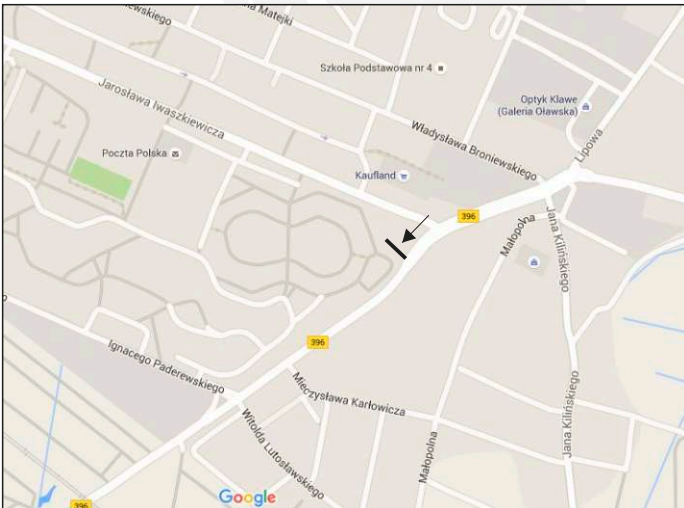 a Matejki
niewskiego
Szkoła Podstawowa nr 4
Optyk Klawe
(Galeria Oławska)
Jarosława Iwaszkiewicza
Władysława Broniewskiego
Lipowa
Poczta Polska
Kaufland
396
Małopolna
Jana Kilińskiego
o
396
Ignacego Paderewskiego
Mieczysława Karłowicza
Witolda Lutosławskiego
Małopolna
Jana Kilińskiego
Google
396